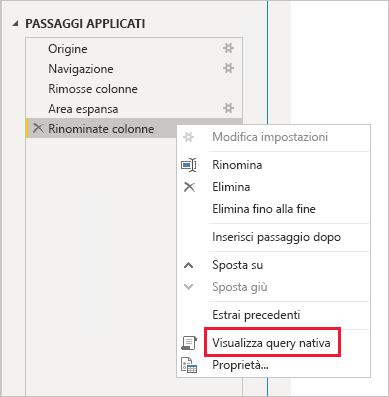 PASSAGGI APPLICATI
Origine
Navigazione
Rimosse colonne
Area espansa
Rinominate colonne
Modifica impostazioni
Rinomina
Elimina
Elimina fino alla fine
Inserisci passaggio dopo
Sposta su
Sposta giù
Estrai precedenti
Visualizza query nativa
Proprietà...